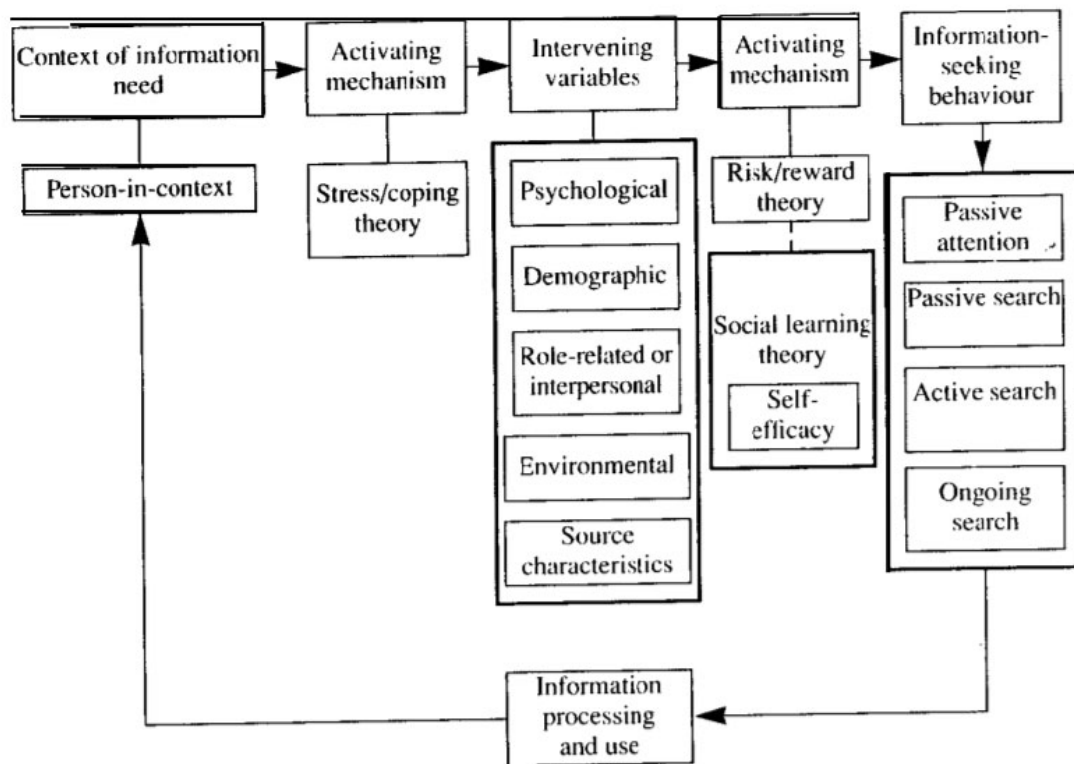 Context of information
need
Activating
mechanism
Intervening
variables
Activating
mechanism
Information-
seeking
behaviour
Person-in-context
Stress/coping
theory
Psychological
Demographic
Role-related or
interpersonal
Environmental
Source
characteristics
Risk/reward
theory
Social learning
theory
Self-
efficacy
Passive
attention
Passive search
Active search
Ongoing
search
Information
processing
and use